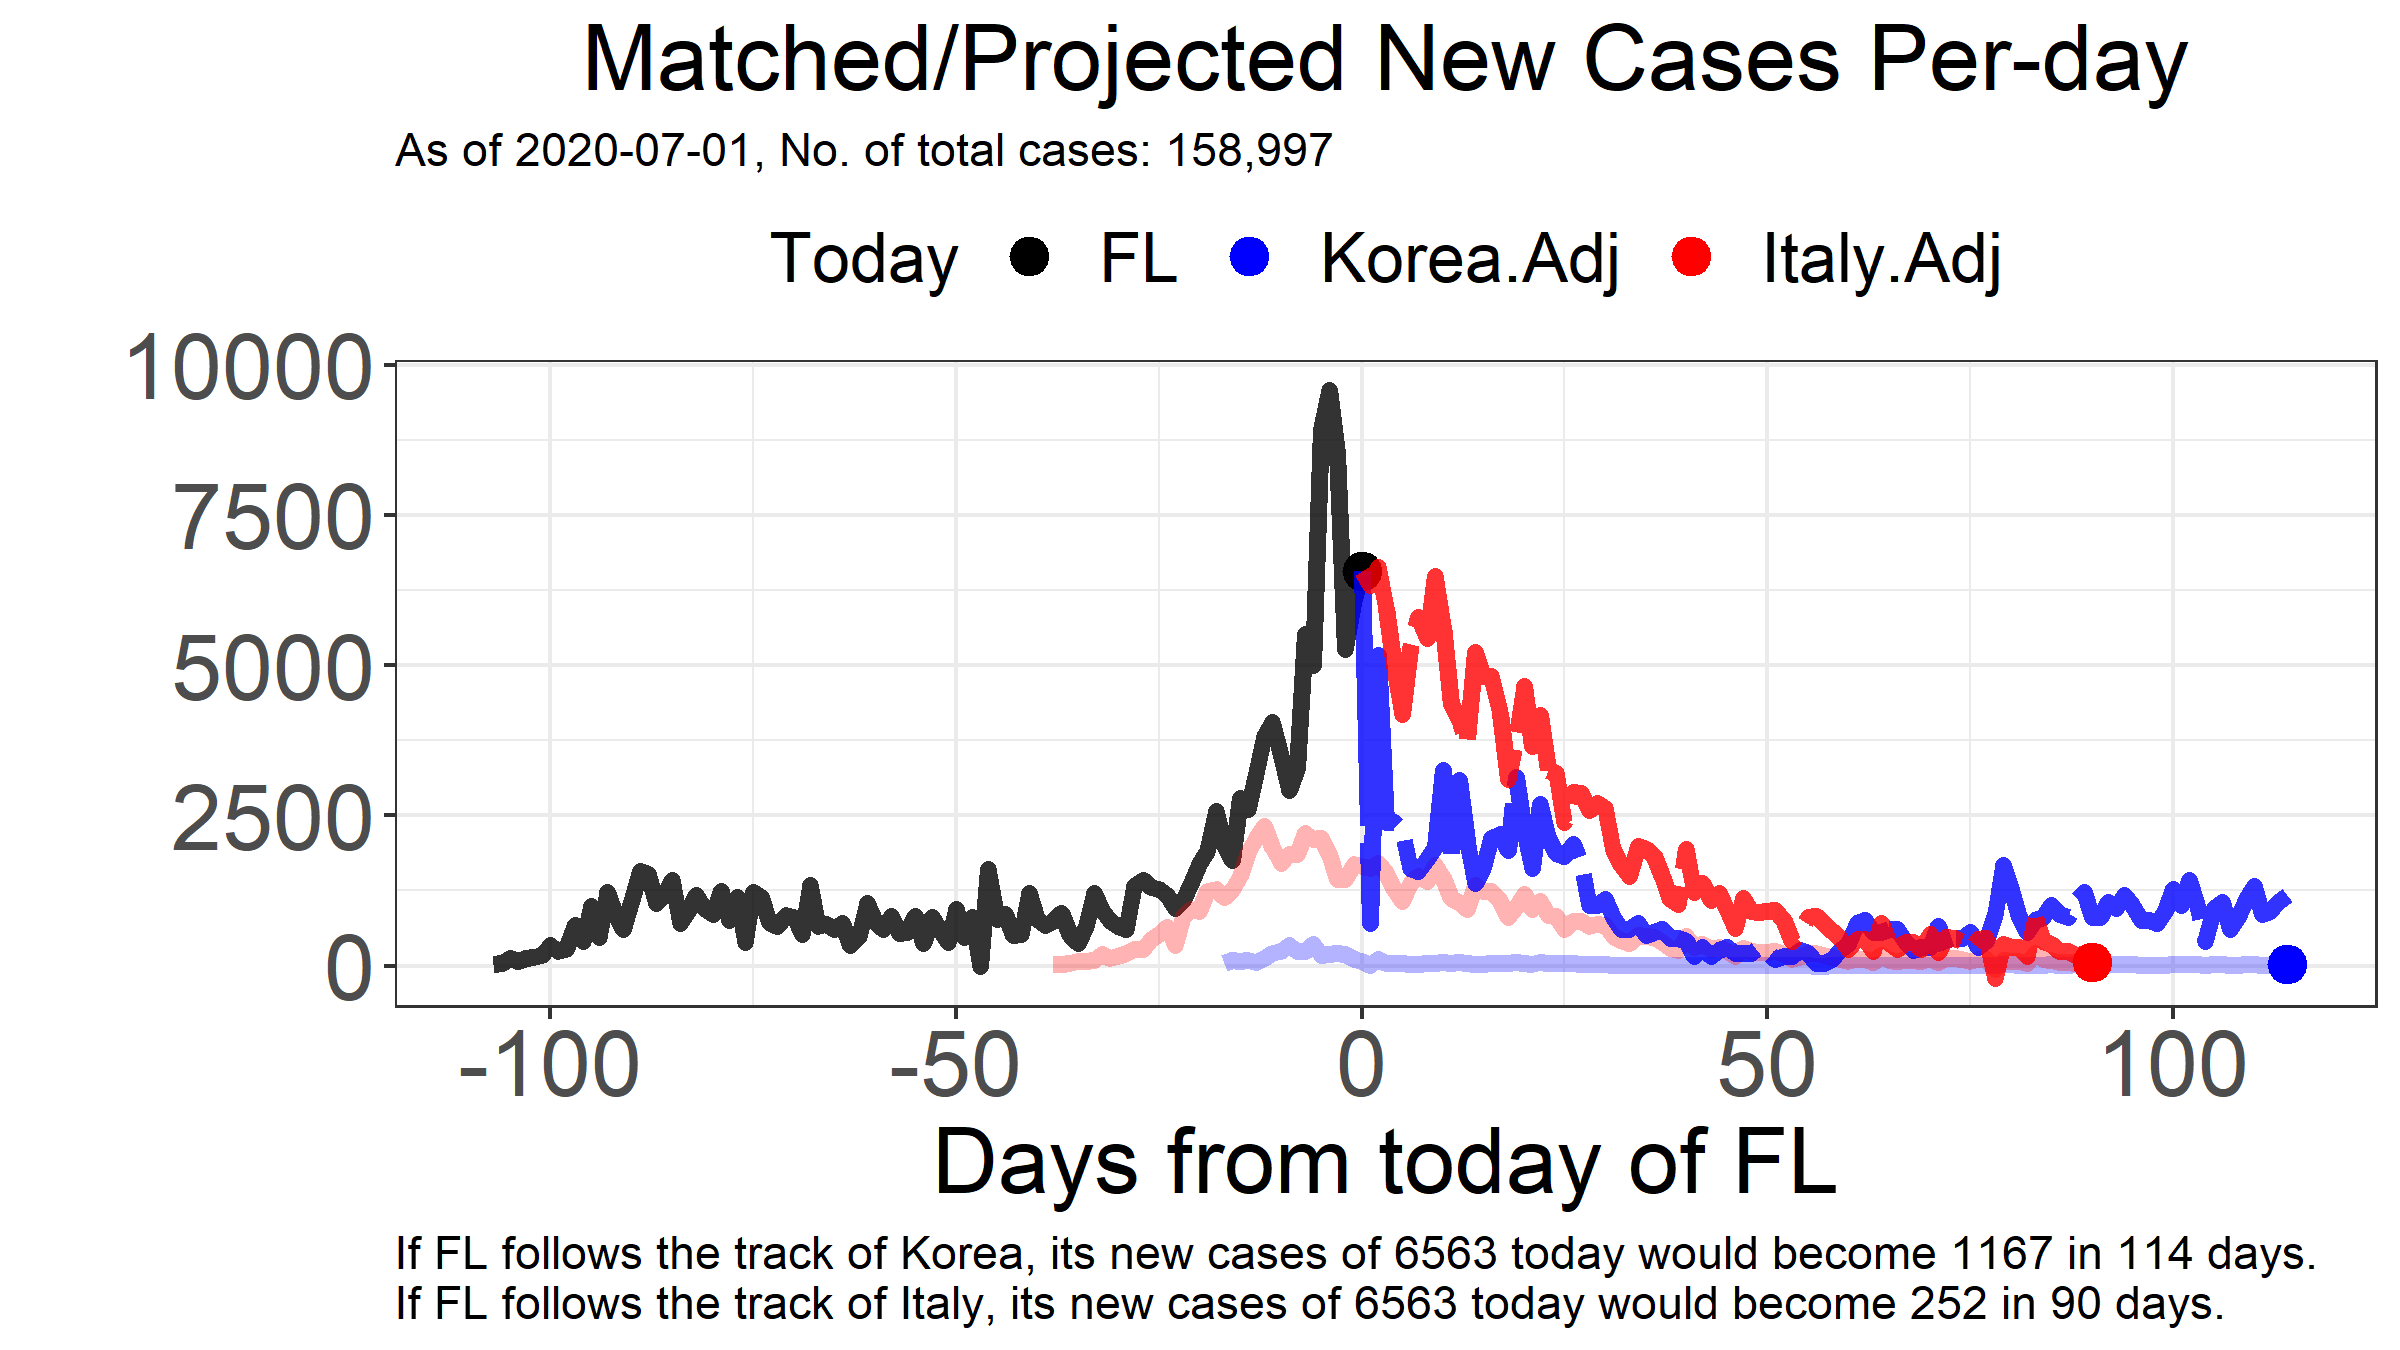 Matched/Projected New Cases Per-day
As of 2020-07-01, No. of total cases: 158,997
Today FL Korea.Adj Italy.Adj
10000
7500
5000
2500
0
-100 -50 0 50 100
Days from today of FL
If FL follows the track of Korea, its new cases of 6563 today would become 1167 in 114 days.
If FL follows the track of Italy, its new cases of 6563 today would become 252 in 90 days.